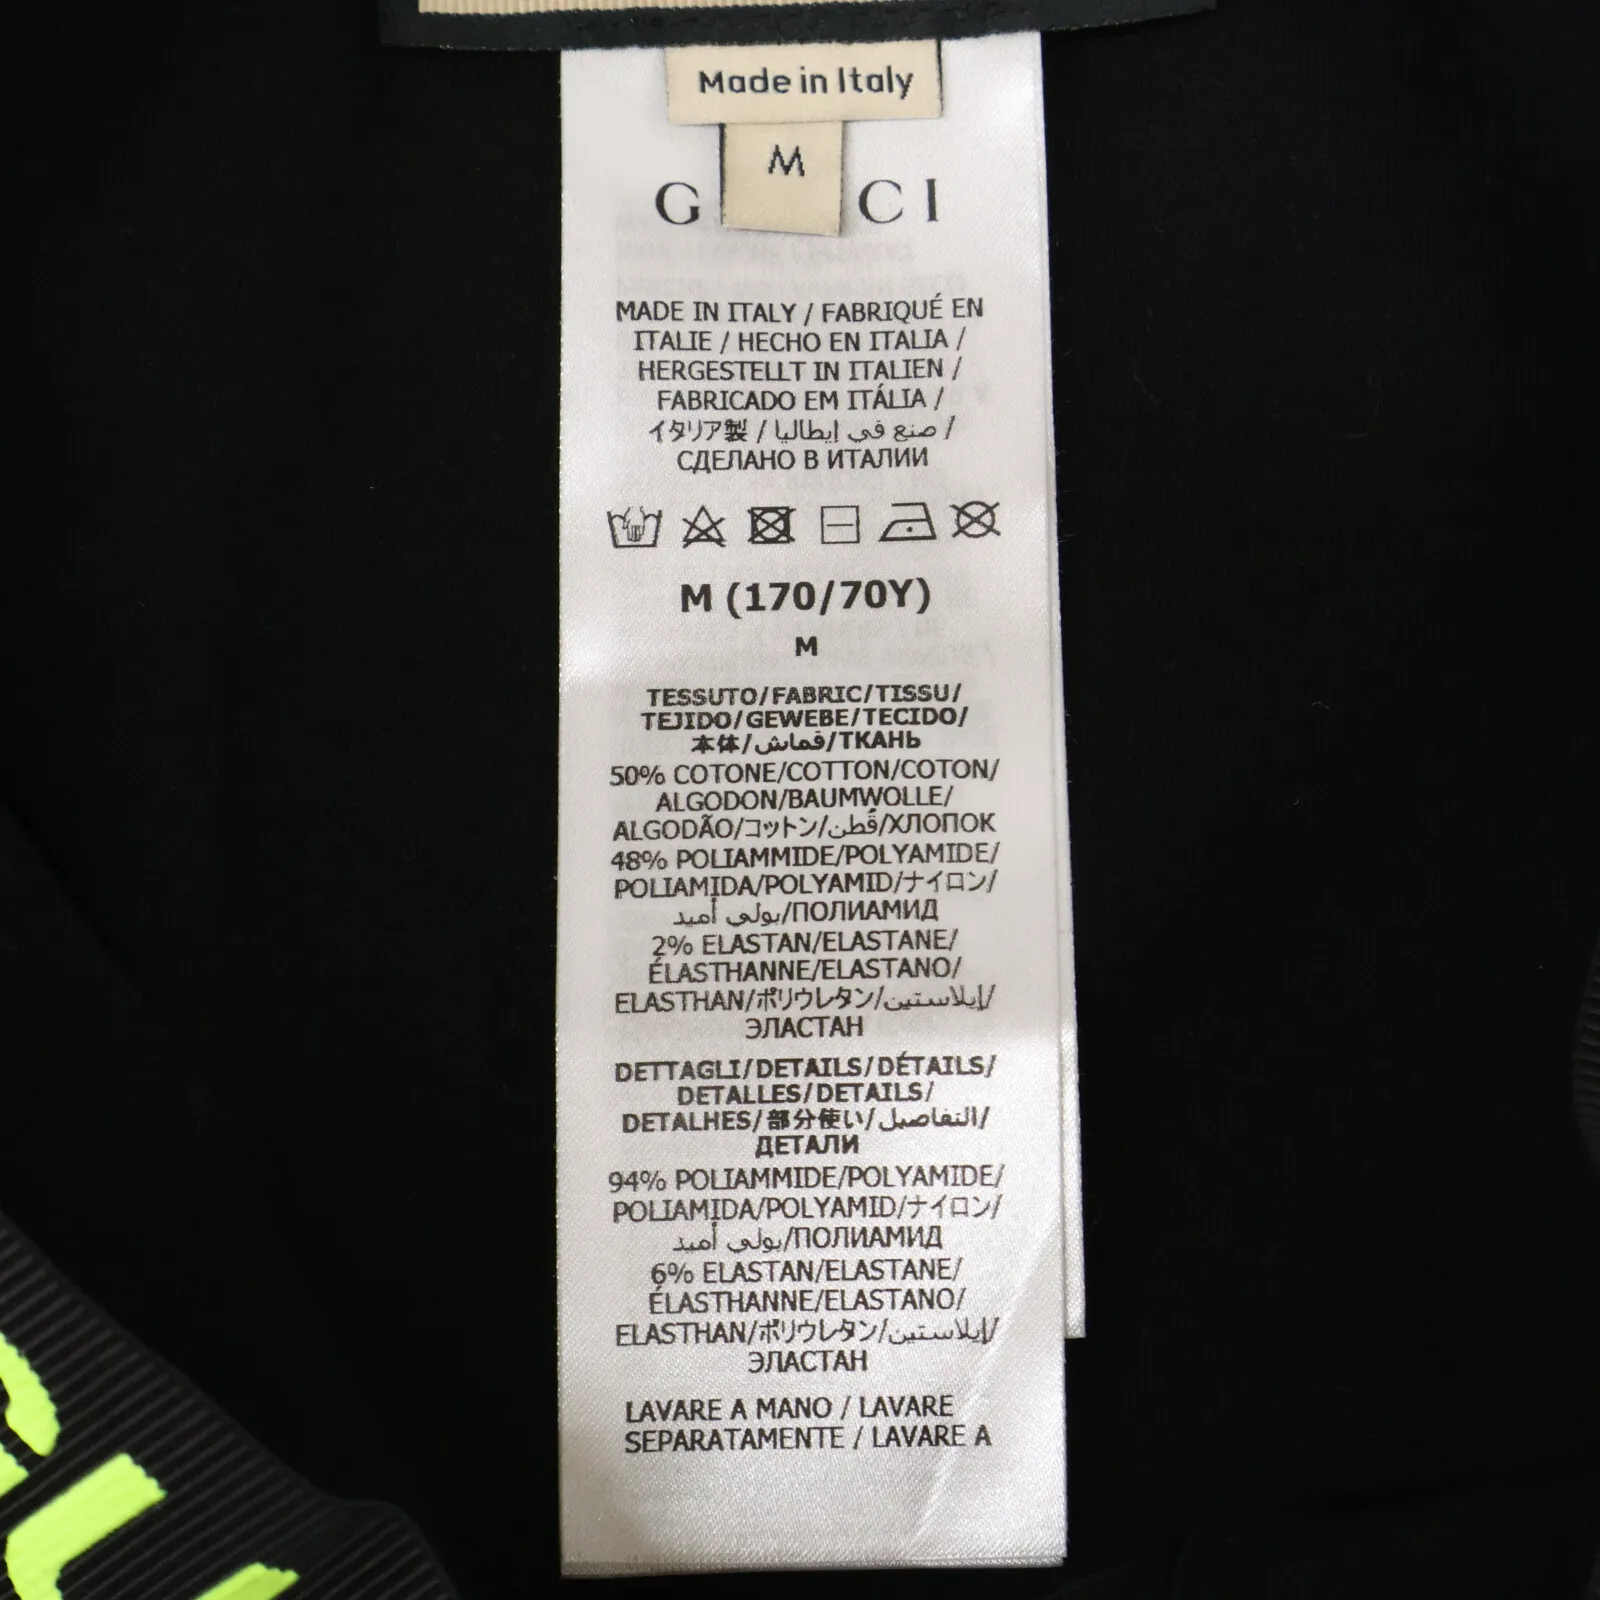 Made in Italy
M
G CCI
MADE IN ITALY / FABRIQUÉ EN
ITALIE / HECHO EN ITALIA /
HERGESTELLT IN ITALIEN /
FABRICADO EM ITÁLIA /
イタリア製 / صنع في إيطاليا /
СДЕЛАНО В ИТАЛИИ
M (170/70Y)
M
TESSUTO/FABRIC/TISSU/
TEJIDO/GEWEBE/TECIDO/
本体/قماش/ТКАНЬ
50% COTONE/COTTON/COTON/
ALGODON/BAUMWOLLE/
ALGODÃO/コットン/قُطن/ХЛОПОК
48% POLIAMMIDE/POLYAMIDE/
POLIAMIDA/POLYAMID/ナイロン/
بولي أميد/ПОЛИАМИД
2% ELASTAN/ELASTANE/
ÉLASTHANNE/ELASTANO/
ELASTHAN/ポリウレタン/إيلاستين/
ЭЛАСТАН
DETTAGLI/DETAILS/DÉTAILS/
DETALLES/DETAILS/
DETALHES/部分使い/التفاصيل/
ДЕТАЛИ
94% POLIAMMIDE/POLYAMIDE/
POLIAMIDA/POLYAMID/ナイロン/
بولي أميد/ПОЛИАМИД
6% ELASTAN/ELASTANE/
ÉLASTHANNE/ELASTANO/
ELASTHAN/ポリウレタン/إيلاستين/
ЭЛАСТАН
LAVARE A MANO / LAVARE
SEPARATAMENTE / LAVARE A